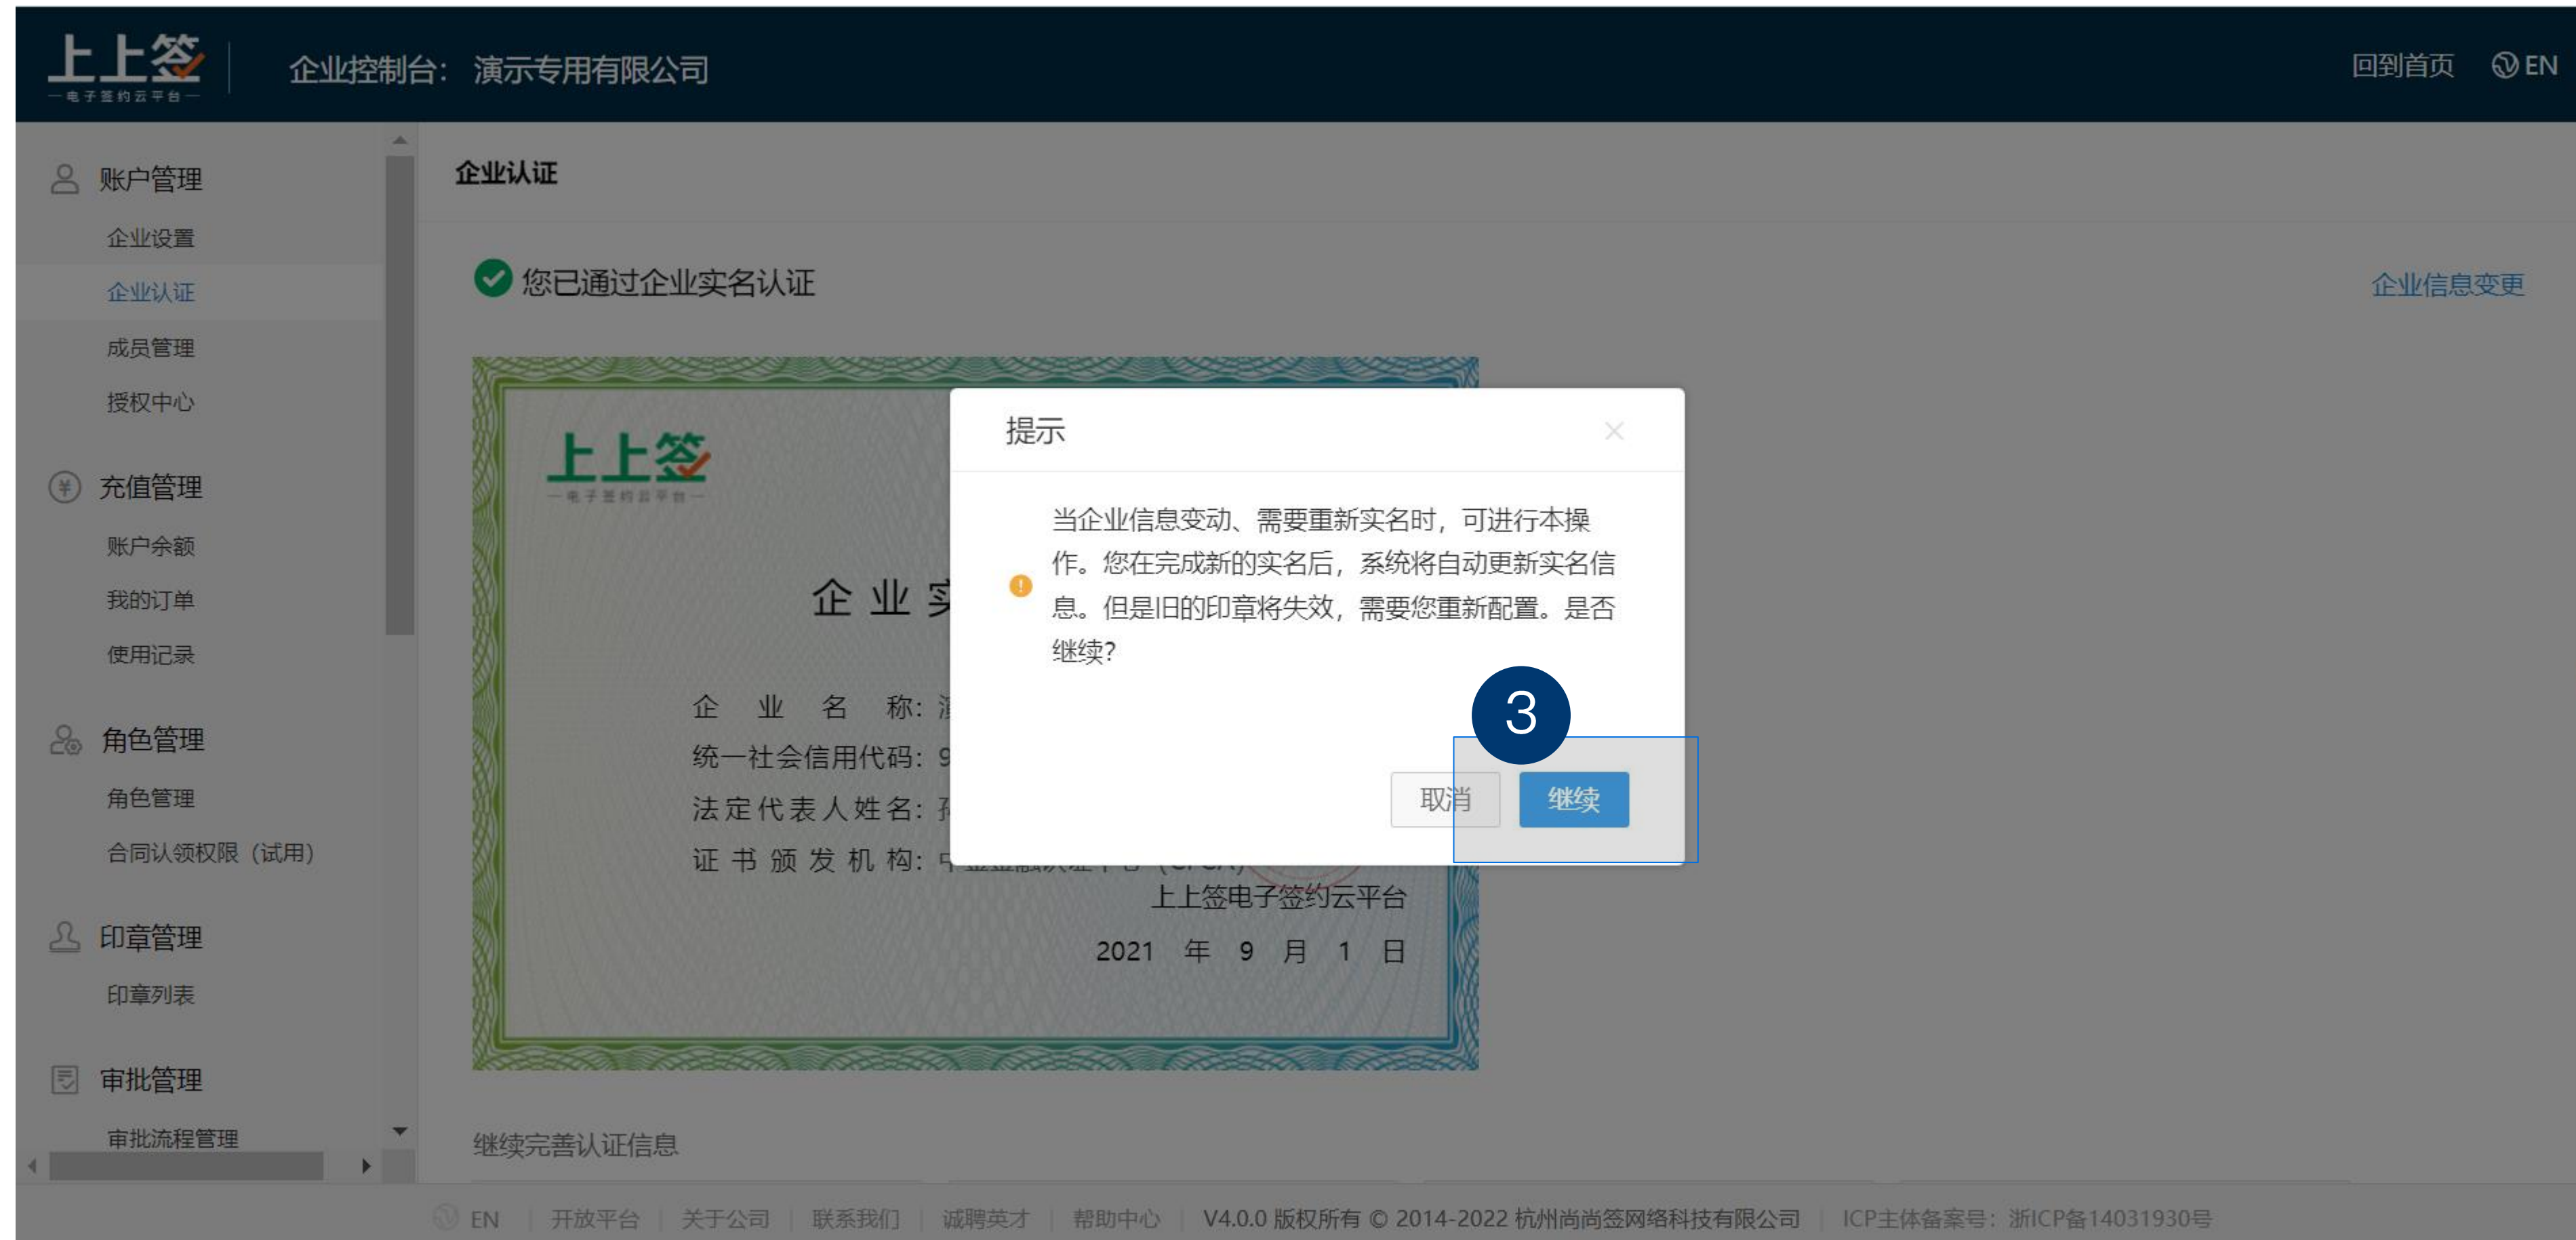 上上签
电子签约云平台
企业控制台： 演示专用有限公司
回到首页
EN
账户管理
企业设置
企业认证
成员管理
授权中心
充值管理
账户余额
我的订单
使用记录
角色管理
角色管理
合同认领权限（试用）
印章管理
印章列表
审批管理
审批流程管理
企业认证
您已通过企业实名认证
企业信息变更
上上签
电子签约云平台
企业实
企业名称：
统一社会信用代码：9
法定代表人姓名：
证书颁发机构：
上上签电子签约云平台
2021 年 9 月 1 日
提示
当企业信息变动、需要重新实名时，可进行本操
作。您在完成新的实名后，系统将自动更新实名信
息。但是旧的印章将失效，需要您重新配置。是否
继续？
3
取消
继续
继续完善认证信息
EN 开放平台 关于公司 联系我们 诚聘英才 帮助中心 V4.0.0 版权所有 © 2014-2022 杭州尚尚签网络科技有限公司 ICP主体备案号：浙ICP备14031930号